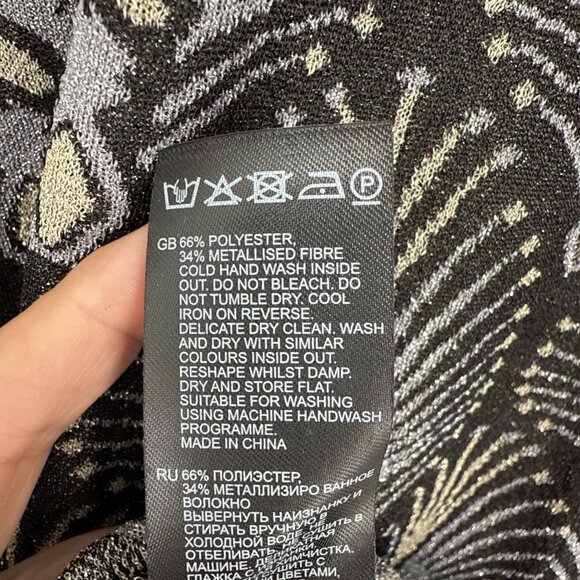 P
GB 66% POLYESTER,
34% METALLISED FIBRE
COLD HAND WASH INSIDE
OUT. DO NOT BLEACH. DO
NOT TUMBLE DRY. COOL
IRON ON REVERSE.
DELICATE DRY CLEAN. WASH
AND DRY WITH SIMILAR
COLOURS INSIDE OUT.
RESHAPE WHILST DAMP.
DRY AND STORE FLAT.
SUITABLE FOR WASHING
USING MACHINE HANDWASH
PROGRAMME.
MADE IN CHINA
RU 66% ПОЛИЭСТЕР,
34% МЕТАЛЛИЗИРО ВАННОЕ
ВОЛОКНО
ВЫВЕРНУТЬ НАИЗНАНКУ И
СТИРАТЬ ВРУЧНУЮ В
ХОЛОДНОЙ ВОДЕ
ОТБЕЛИВАТЬ
МАШИНЕ.